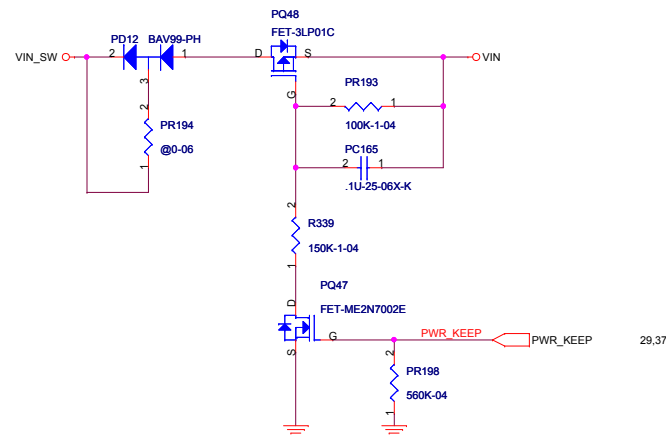 PQ48
FET-3LP01C
PD12 BAV99-PH
VIN_SW
2
1
D
S
VIN
3
G
PR193
2
1
100K-1-04
2
PR194
@0-06
1
PC165
2
1
.1U-25-06X-K
2
R339
150K-1-04
1
PQ47
D
FET-ME2N7002E
G
S
PWR_KEEP
PWR_KEEP
29,37
2
PR198
560K-04
1